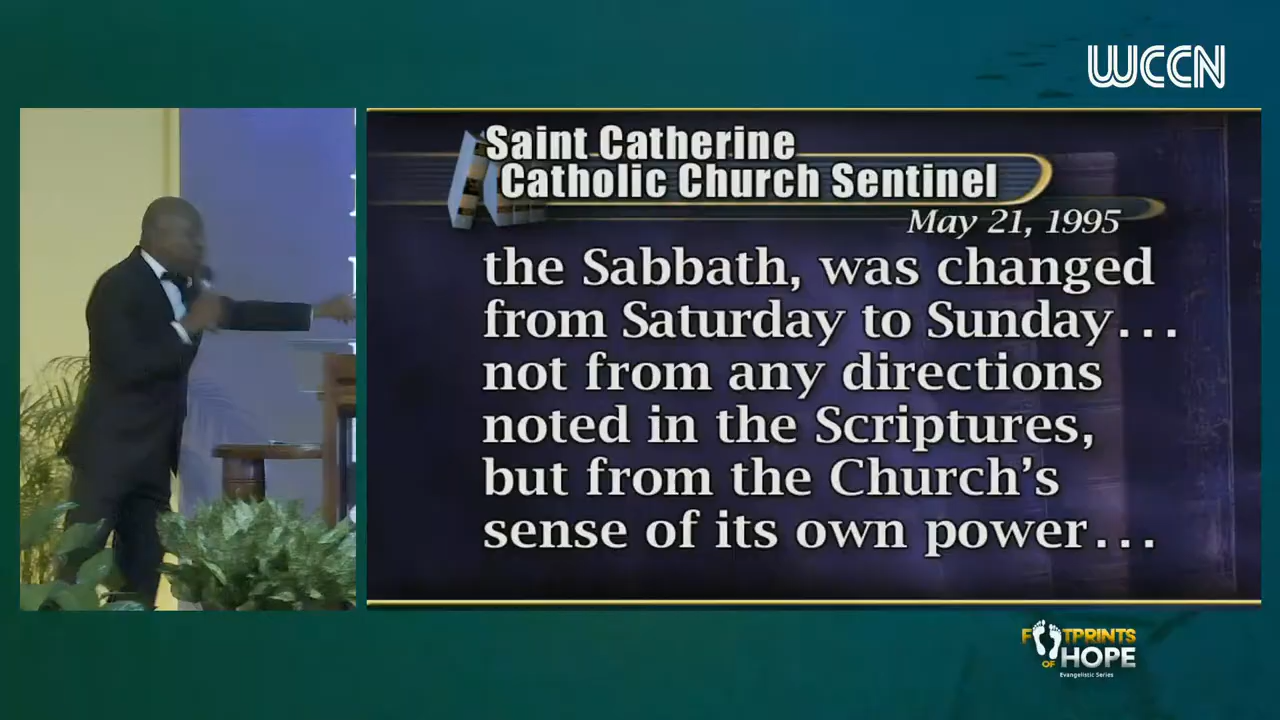 WCCN
Saint Catherine
Catholic Church Sentinel
May 21, 1995
the Sabbath, was changed
from Saturday to Sunday...
not from any directions
noted in the Scriptures,
but from the Church's
sense of its own power...
FOOTPRINTS
OF HOPE
Evangelistic Series